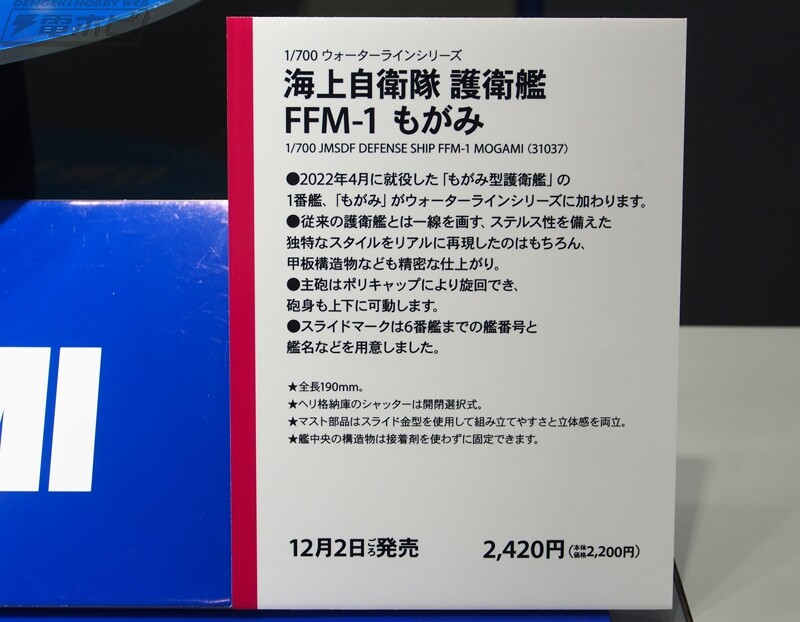 DENGEKI HOBBY WEB
電ホビ
1/700 ウォーターラインシリーズ
海上自衛隊 護衛艦
FFM-1 もがみ
1/700 JMSDF DEFENSE SHIP FFM-1 MOGAMI (31037)
●2022年4月に就役した「もがみ型護衛艦」の
1番艦、「もがみ」がウォーターラインシリーズに加わります。
●従来の護衛艦とは一線を画す、ステルス性を備えた
独特なスタイルをリアルに再現したのはもちろん、
甲板構造物なども精密な仕上がり。
●主砲はポリキャップにより旋回でき、
砲身も上下に可動します。
●スライドマークは6番艦までの艦番号と
艦名などを用意しました。
★全長190mm。
★ヘリ格納庫のシャッターは開閉選択式。
★マスト部品はスライド金型を使用して組み立てやすさと立体感を両立。
★艦中央の構造物は接着剤を使わずに固定できます。
12月2日ごろ発売 2,420円(本体価格2,200円)
MI